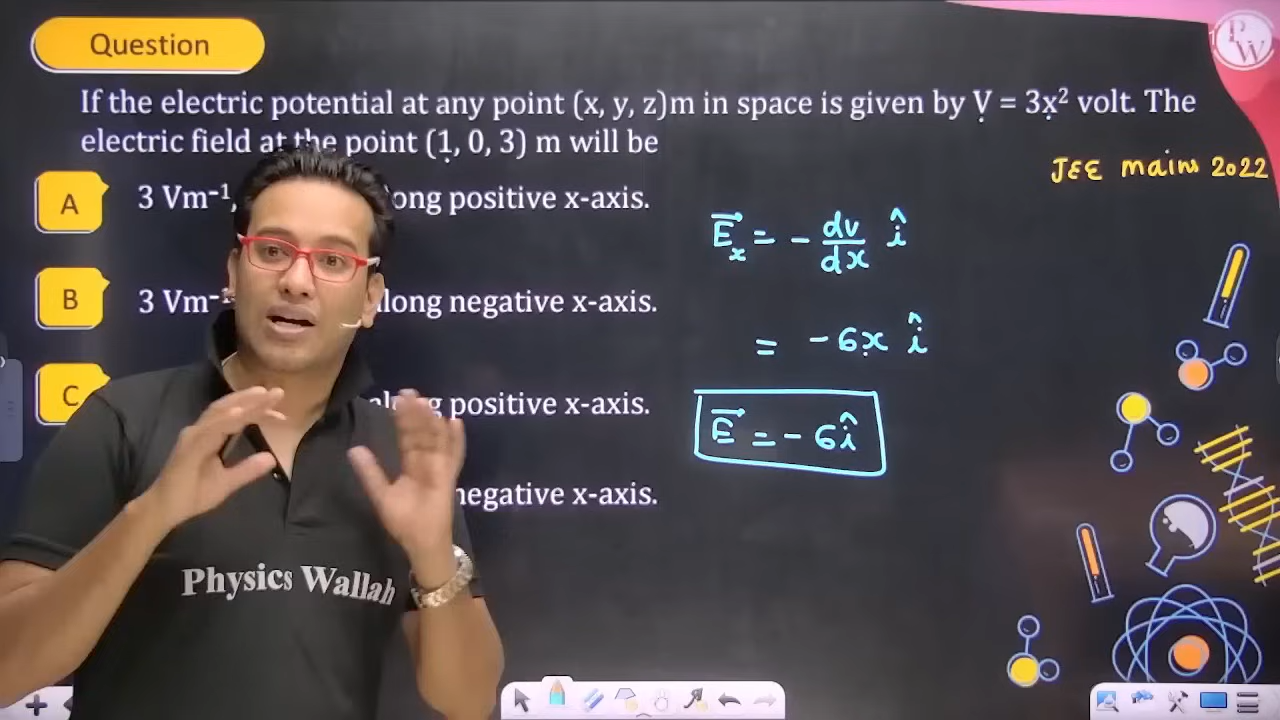 Question
PW
If the electric potential at any point (x, y, z)m in space is given by V = 3x² volt. The
electric field at the point (1, 0, 3) m will be
JEE mains 2022
A 3 Vm⁻¹, ong positive x-axis.
B 3 Vm⁻ long negative x-axis.
C along positive x-axis.
negative x-axis.
E⃗ₓ = - dv/dx î
= - 6x î
E⃗ = - 6î
Physics Wallah